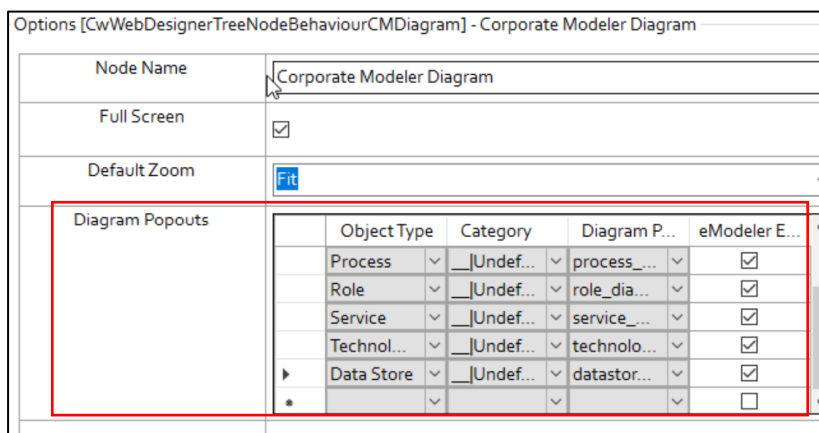 Options [CwWebDesignerTreeNodeBehaviourCMDiagram] - Corporate Modeler Diagram
Node Name Corporate Modeler Diagram
Full Screen
Default Zoom Fit
Diagram Popouts
Object Type Category Diagram P... eModeler E...
Process __|Undef... process_...
Role __|Undef... role_dia...
Service __|Undef... service_...
Technol... __|Undef... technolo...
Data Store __|Undef... datastor...